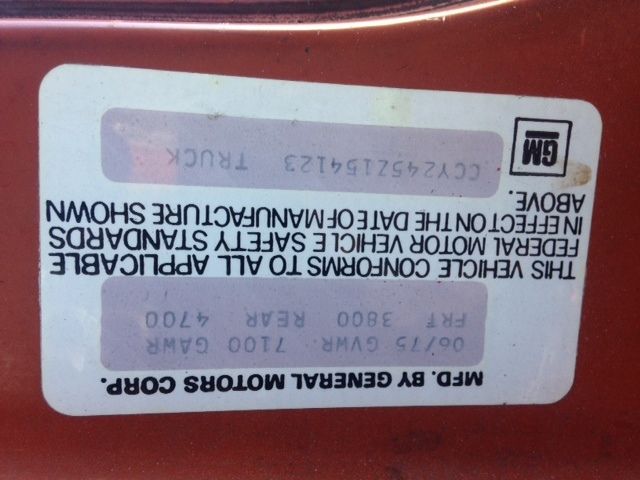 MFD. BY GENERAL MOTORS CORP.
06/75 GVWR. 7100 GAWR
FRT 3800 REAR 4700
THIS VEHICLE CONFORMS TO ALL APPLICABLE
FEDERAL MOTOR VEHICLE SAFETY STANDARDS
IN EFFECT ON THE DATE OF MANUFACTURE SHOWN
ABOVE.
CCY245Z154123 TRUCK
GM